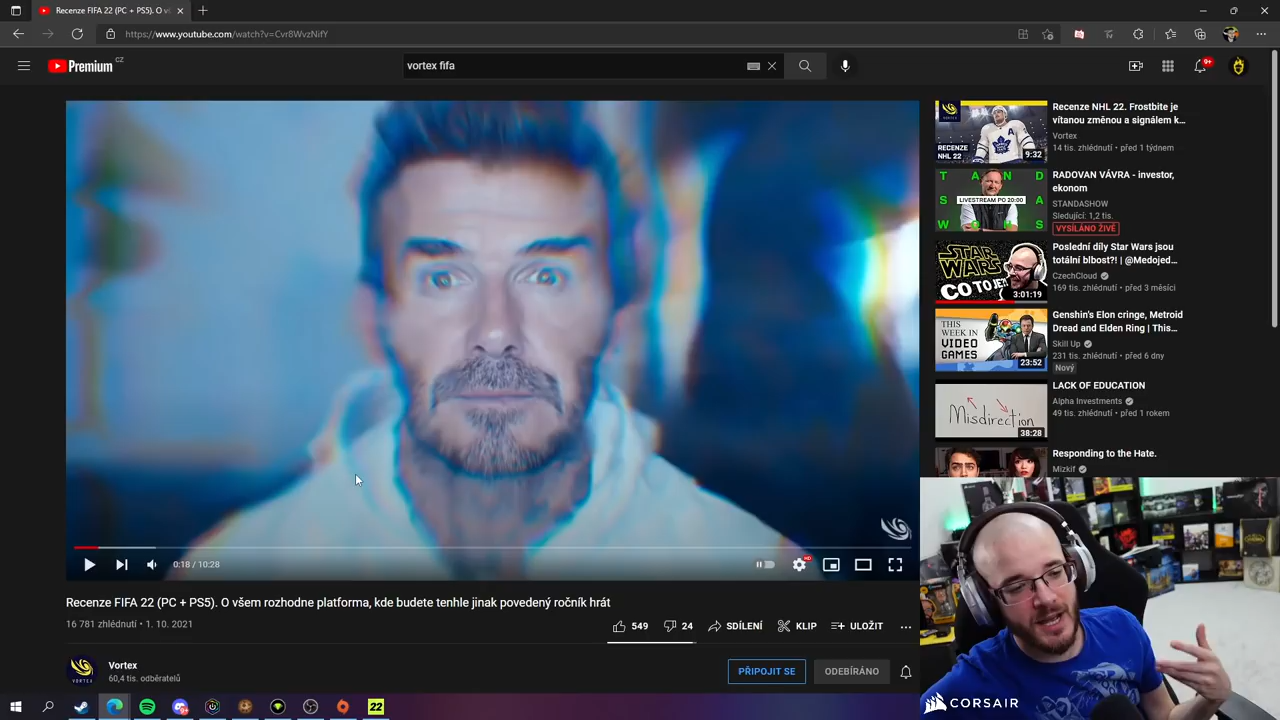 Recenze FIFA 22 (PC + PS5). O v
https://www.youtube.com/watch?v=Cvr8WvzNifY
Premium CZ
vortex fifa
9+
RECENZE
NHL 22
9:32
Recenze NHL 22. Frostbite je
vítanou změnou a signálem k...
Vortex
14 tis. zhlédnutí • před 1 týdnem
T A N D
S A
W S
LIVESTREAM PO 20:00
RADOVAN VÁVRA - investor,
ekonom
STANDASHOW
Sledující: 1,2 tis.
VYSÍLÁNO ŽIVĚ
STAR
WARS
CO TO JE
3:01:19
Poslední díly Star Wars jsou
totální blbost?! | @Medojed...
CzechCloud
169 tis. zhlédnutí • před 3 měsíci
THIS
WEEK IN
VIDEO
GAMES
23:52
Genshin's Elon cringe, Metroid
Dread and Elden Ring | This...
Skill Up
231 tis. zhlédnutí • před 6 dny
Nový
Misdirection
38:28
LACK OF EDUCATION
Alpha Investments
49 tis. zhlédnutí • před 1 rokem
Responding to the Hate.
Mizkif
0:18 / 10:28
HD
Recenze FIFA 22 (PC + PS5). O všem rozhodne platforma, kde budete tenhle jinak povedený ročník hrát
16 781 zhlédnutí • 1. 10. 2021
549
24
SDÍLENÍ
KLIP
ULOŽIT
VORTEX
Vortex
60,4 tis. odběratelů
PŘIPOJIT SE
ODEBÍRÁNO
CORSAIR
22